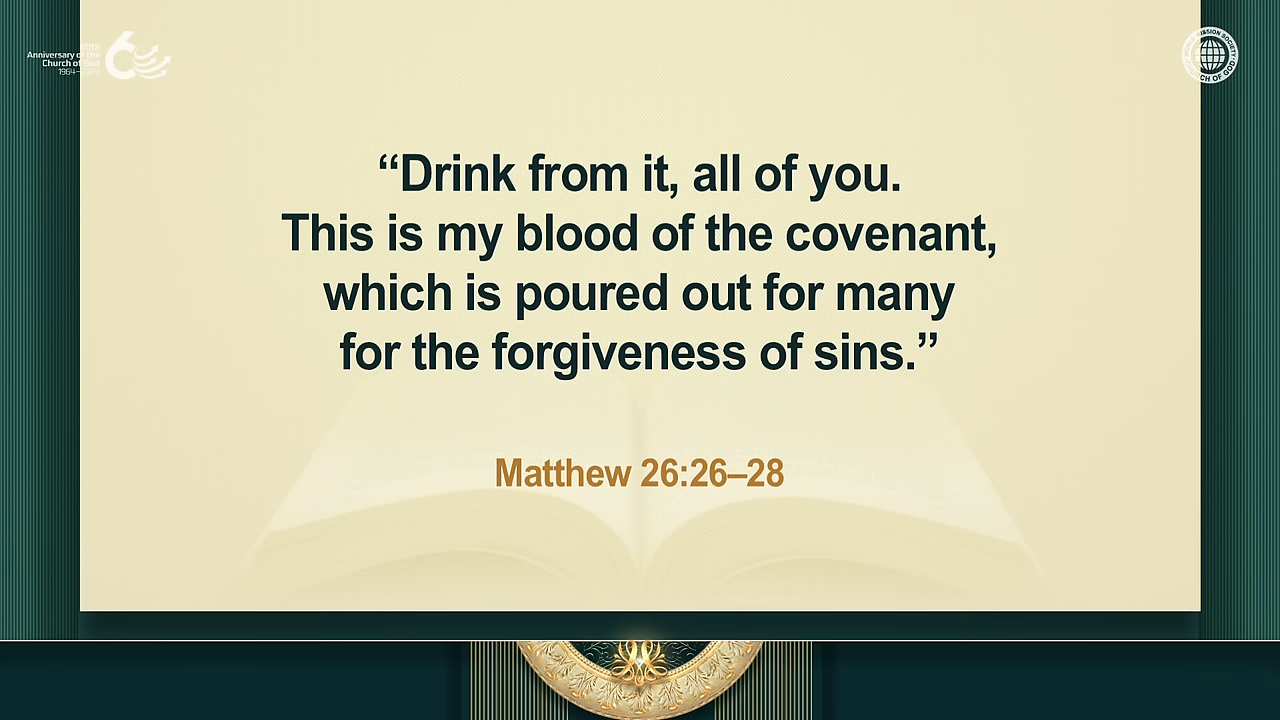 Anniversary of the
Church of God
1964–
“Drink from it, all of you.
This is my blood of the covenant,
which is poured out for many
for the forgiveness of sins.”
Matthew 26:26–28